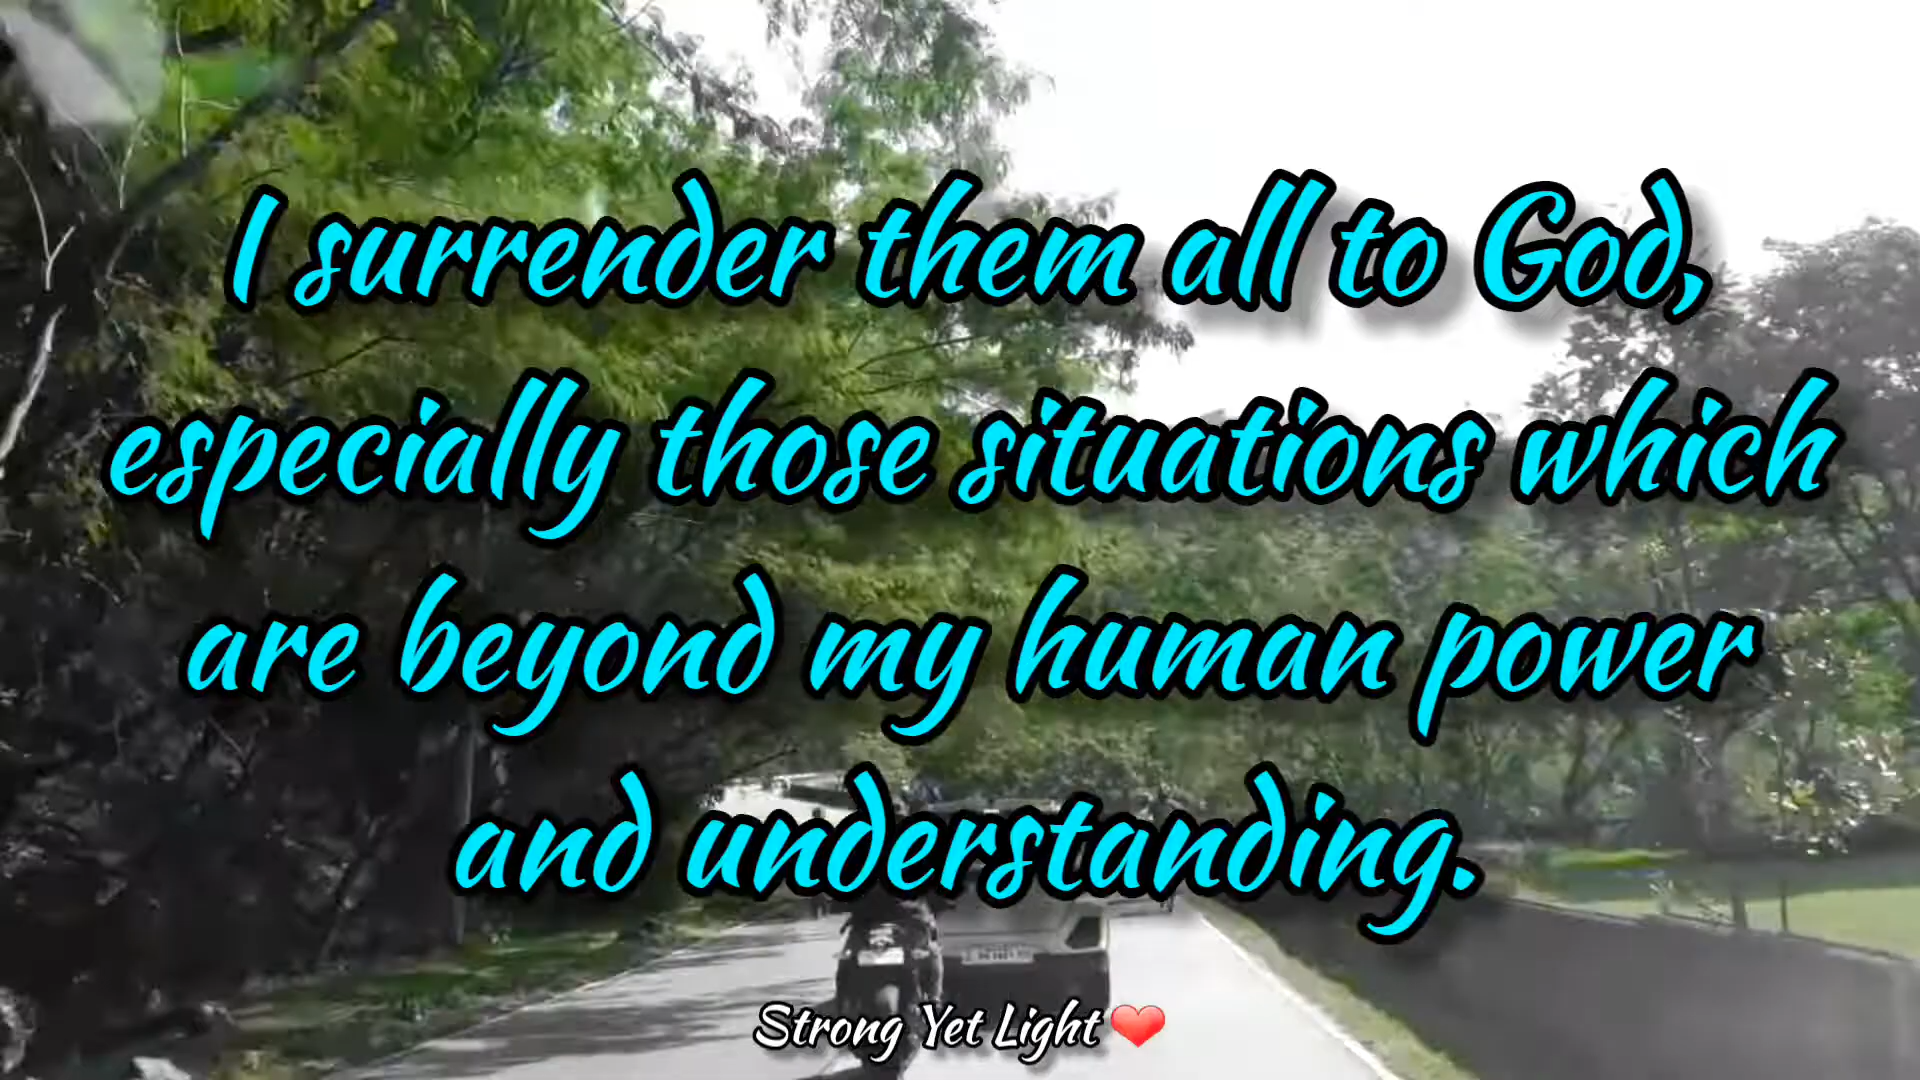 I surrender them all to God,
especially those situations which
are beyond my human power
and understanding.
Strong Yet Light ❤